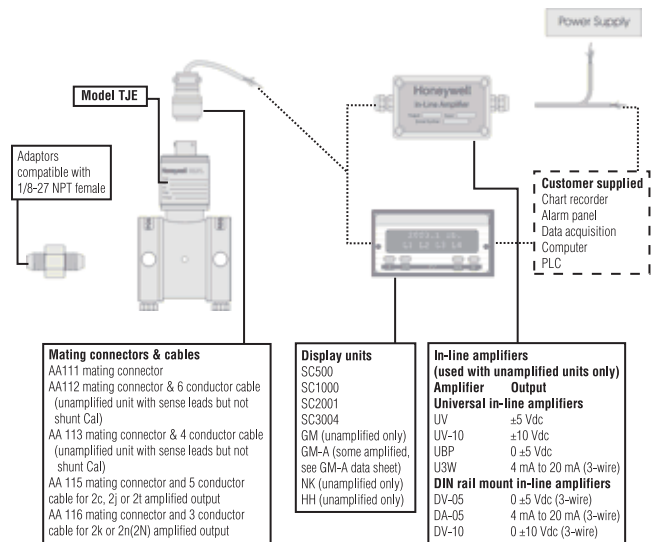 Power Supply
Model TJE
Honeywell
In-Line Amplifier
Adaptors
compatible with
1/8-27 NPT female
Honeywell
L1 L2 L3 L4
Customer supplied
Chart recorder
Alarm panel
Data acquisition
Computer
PLC
Mating connectors & cables
AA111 mating connector
AA112 mating connector & 6 conductor cable
(unamplified unit with sense leads but not
shunt Cal)
AA 113 mating connector & 4 conductor cable
(unamplified unit with sense leads but not
shunt Cal)
AA 115 mating connector and 5 conductor
cable for 2c, 2j or 2t amplified output
AA 116 mating connector and 3 conductor
cable for 2k or 2n(2N) amplified output
Display units
SC500
SC1000
SC2001
SC3004
GM (unamplified only)
GM-A (some amplified,
see GM-A data sheet)
NK (unamplified only)
HH (unamplified only)
In-line amplifiers
(used with unamplified units only)
Amplifier Output
Universal in-line amplifiers
UV ±5 Vdc
UV-10 ±10 Vdc
UBP 0 ±5 Vdc
U3W 4 mA to 20 mA (3-wire)
DIN rail mount in-line amplifiers
DV-05 0 ±5 Vdc (3-wire)
DA-05 4 mA to 20 mA (3-wire)
DV-10 0 ±10 Vdc (3-wire)